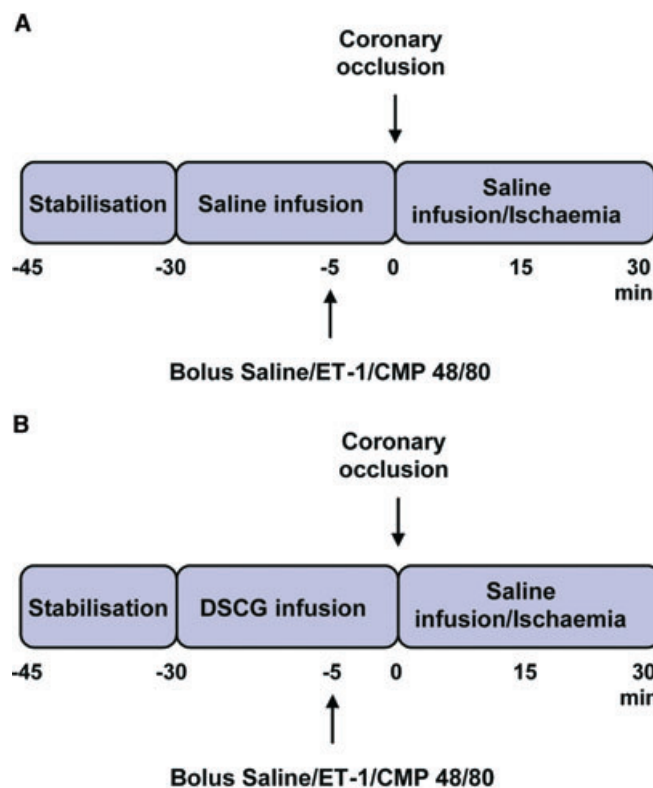 A
Coronary
occlusion
Stabilisation
Saline infusion
Saline
infusion/Ischaemia
-45 -30 -5 0 15 30
min
Bolus Saline/ET-1/CMP 48/80
B
Coronary
occlusion
Stabilisation
DSCG infusion
Saline
infusion/Ischaemia
-45 -30 -5 0 15 30
min
Bolus Saline/ET-1/CMP 48/80